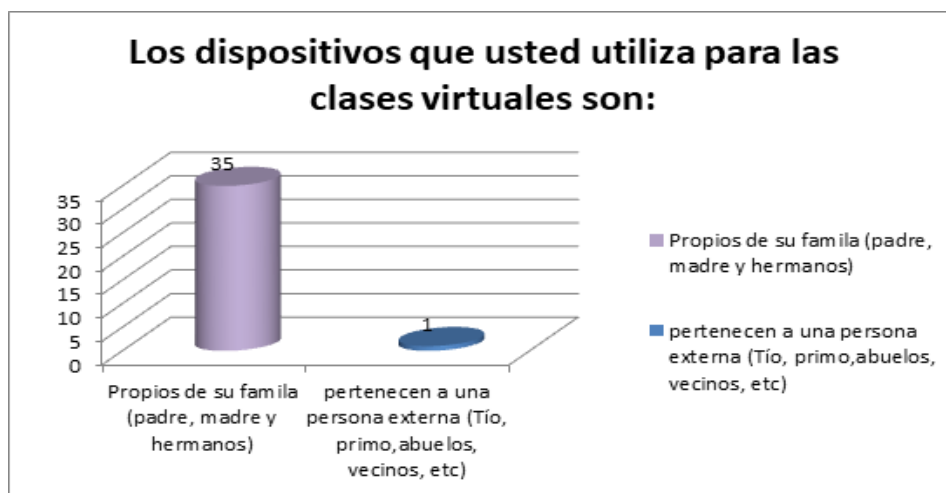 Los dispositivos que usted utiliza para las
clases virtuales son:
35
1
35
30
25
20
15
10
5
0
Propios de su famila
(padre, madre y
hermanos)
pertenecen a una
persona externa (Tío,
primo,abuelos,
vecinos, etc)
Propios de su famila (padre,
madre y hermanos)
pertenecen a una persona
externa (Tío, primo,abuelos,
vecinos, etc)